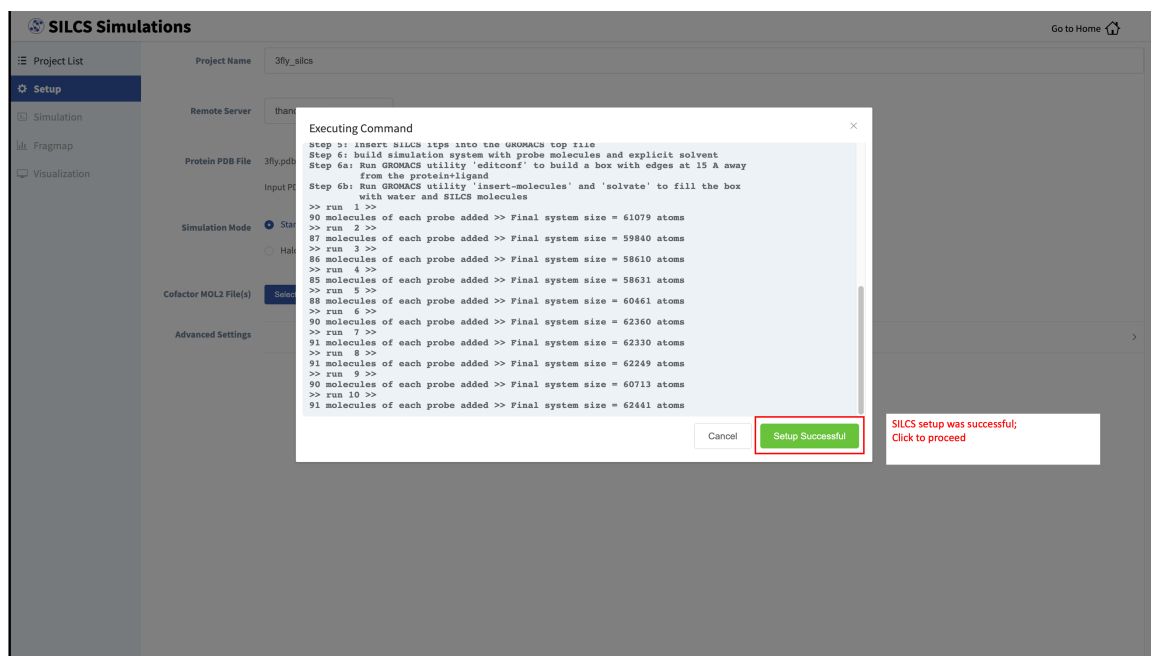 SILCS Simulations
Go to Home
Project List
Setup
Simulation
Fragmap
Visualization
Project Name
3fly_silcs
Remote Server
Protein PDB File
3fly.pdb
Simulation Mode
Cofactor MOL2 File(s)
Advanced Settings
Executing Command
Step 5: Insert SILCS itps into the GROMACS top file
Step 6: build simulation system with probe molecules and explicit solvent
Step 6a: Run GROMACS utility 'editconf' to build a box with edges at 15 A away
from the protein+ligand
Step 6b: Run GROMACS utility 'insert-molecules' and 'solvate' to fill the box
with water and SILCS molecules
>> run 1 >>
90 molecules of each probe added >> Final system size = 61079 atoms
>> run 2 >>
87 molecules of each probe added >> Final system size = 59840 atoms
>> run 3 >>
86 molecules of each probe added >> Final system size = 58610 atoms
>> run 4 >>
85 molecules of each probe added >> Final system size = 58631 atoms
>> run 5 >>
88 molecules of each probe added >> Final system size = 60461 atoms
>> run 6 >>
90 molecules of each probe added >> Final system size = 62360 atoms
>> run 7 >>
91 molecules of each probe added >> Final system size = 62330 atoms
>> run 8 >>
91 molecules of each probe added >> Final system size = 62249 atoms
>> run 9 >>
90 molecules of each probe added >> Final system size = 60713 atoms
>> run 10 >>
91 molecules of each probe added >> Final system size = 62441 atoms
Cancel
Setup Successful
SILCS setup was successful;
Click to proceed